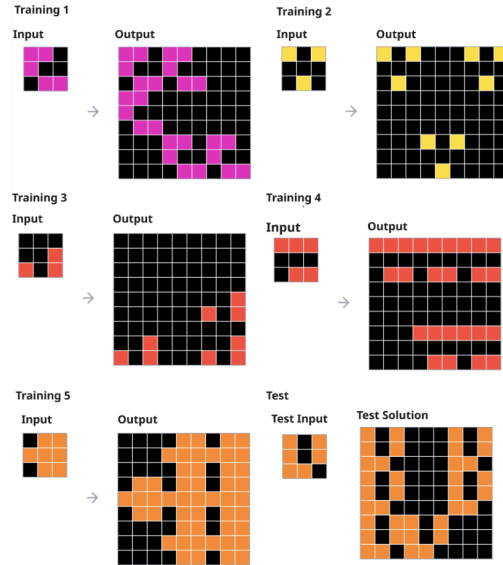 Training 1
Input
Output
Training 2
Input
Output
Training 3
Input
Output
Training 4
Input
Output
Training 5
Input
Output
Test
Test Input
Test Solution